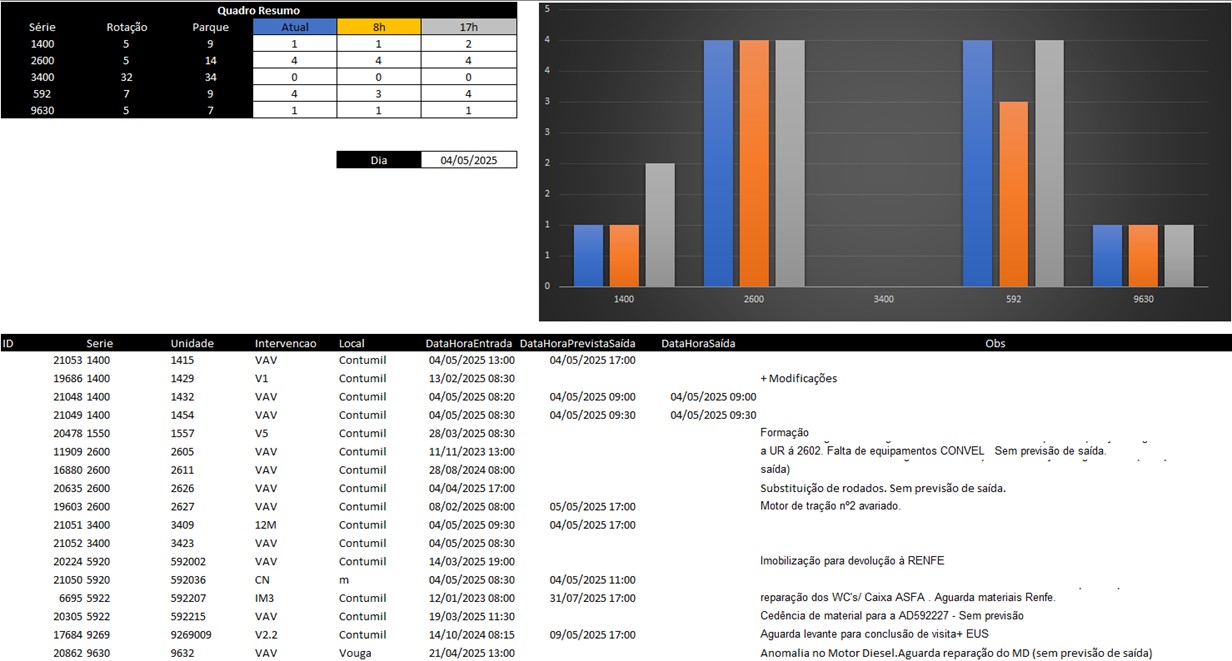 Quadro Resumo
Série Rotação Parque Atual 8h 17h
1400 5 9 1 1 2
2600 5 14 4 4 4
3400 32 34 0 0 0
592 7 9 4 3 4
9630 5 7 1 1 1
Dia 04/05/2025
5
4
4
3
3
2
2
1
1
0
1400 2600 3400 592 9630
ID Serie Unidade Intervencao Local DataHoraEntrada DataHoraPrevistaSaída DataHoraSaída Obs
21053 1400 1415 VAV Contumil 04/05/2025 13:00 04/05/2025 17:00
19686 1400 1429 V1 Contumil 13/02/2025 08:30 + Modificações
21048 1400 1432 VAV Contumil 04/05/2025 08:20 04/05/2025 09:00 04/05/2025 09:00
21049 1400 1454 VAV Contumil 04/05/2025 08:30 04/05/2025 09:30 04/05/2025 09:30
20478 1550 1557 V5 Contumil 28/03/2025 08:30 Formação
11909 2600 2605 VAV Contumil 11/11/2023 13:00 a UR á 2602. Falta de equipamentos CONVEL Sem previsão de saída.
16880 2600 2611 VAV Contumil 28/08/2024 08:00 saída)
20635 2600 2626 VAV Contumil 04/04/2025 17:00 Substituição de rodados. Sem previsão de saída.
19603 2600 2627 VAV Contumil 08/02/2025 08:00 05/05/2025 17:00 Motor de tração nº2 avariado.
21051 3400 3409 12M Contumil 04/05/2025 09:30 04/05/2025 17:00
21052 3400 3423 VAV Contumil 04/05/2025 08:30
20224 5920 592002 VAV Contumil 14/03/2025 19:00 Imobilização para devolução à RENFE
21050 5920 592036 CN m 04/05/2025 08:30 04/05/2025 11:00
6695 5922 592207 IM3 Contumil 12/01/2023 08:00 31/07/2025 17:00 reparação dos WC's/ Caixa ASFA . Aguarda materiais Renfe.
20305 5922 592215 VAV Contumil 19/03/2025 11:30 Cedência de material para a AD592227 - Sem previsão
17684 9269 9269009 V2.2 Contumil 14/10/2024 08:15 09/05/2025 17:00 Aguarda levante para conclusão de visita+ EUS
20862 9630 9632 VAV Vouga 21/04/2025 13:00 Anomalia no Motor Diesel.Aguarda reparação do MD (sem previsão de saída)